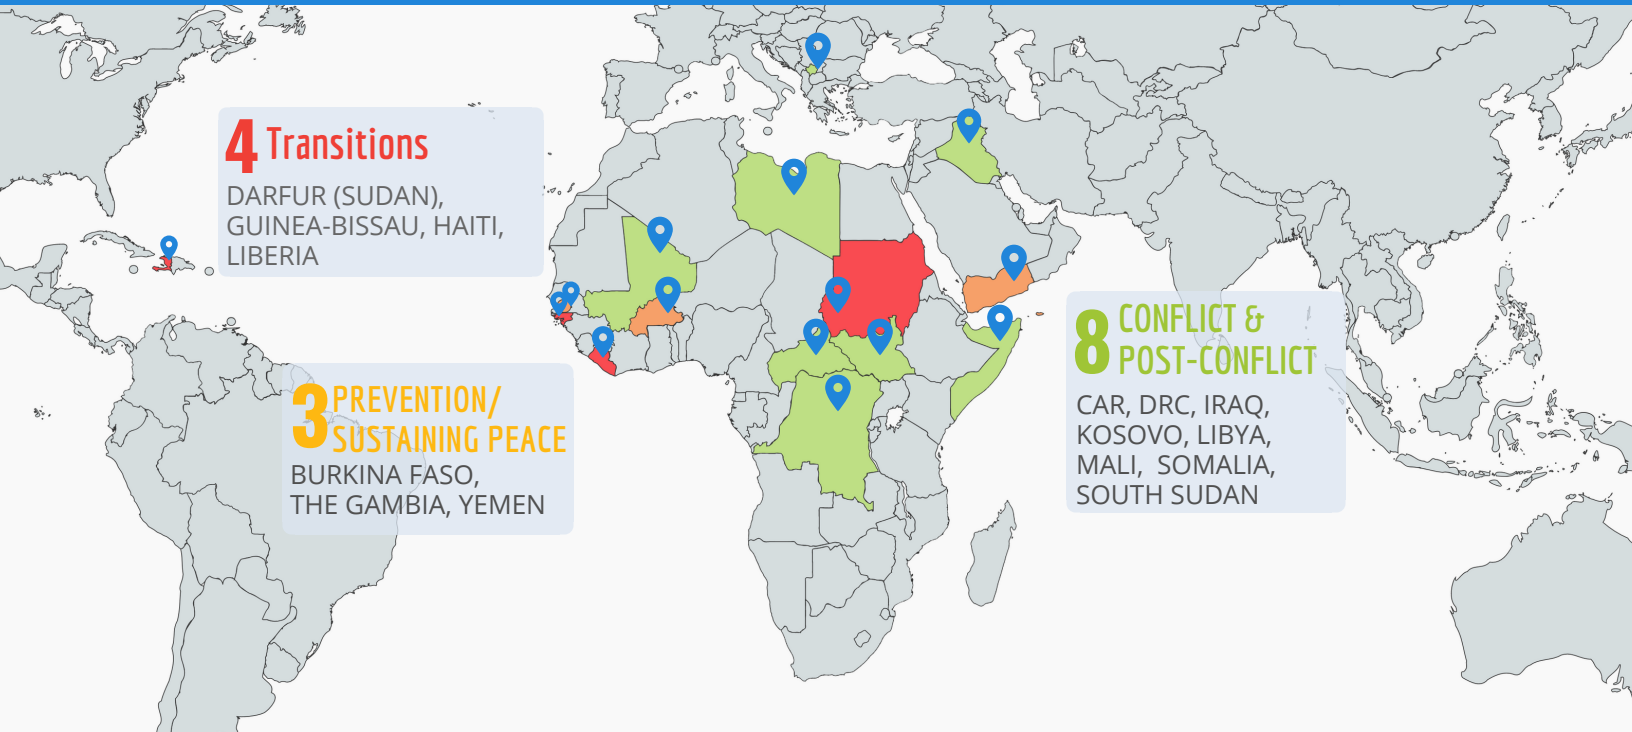 4 Transitions
DARFUR (SUDAN),
GUINEA-BISSAU, HAITI,
LIBERIA
3 PREVENTION/
SUSTAINING PEACE
BURKINA FASO,
THE GAMBIA, YEMEN
8 CONFLICT &
POST-CONFLICT
CAR, DRC, IRAQ,
KOSOVO, LIBYA,
MALI, SOMALIA,
SOUTH SUDAN